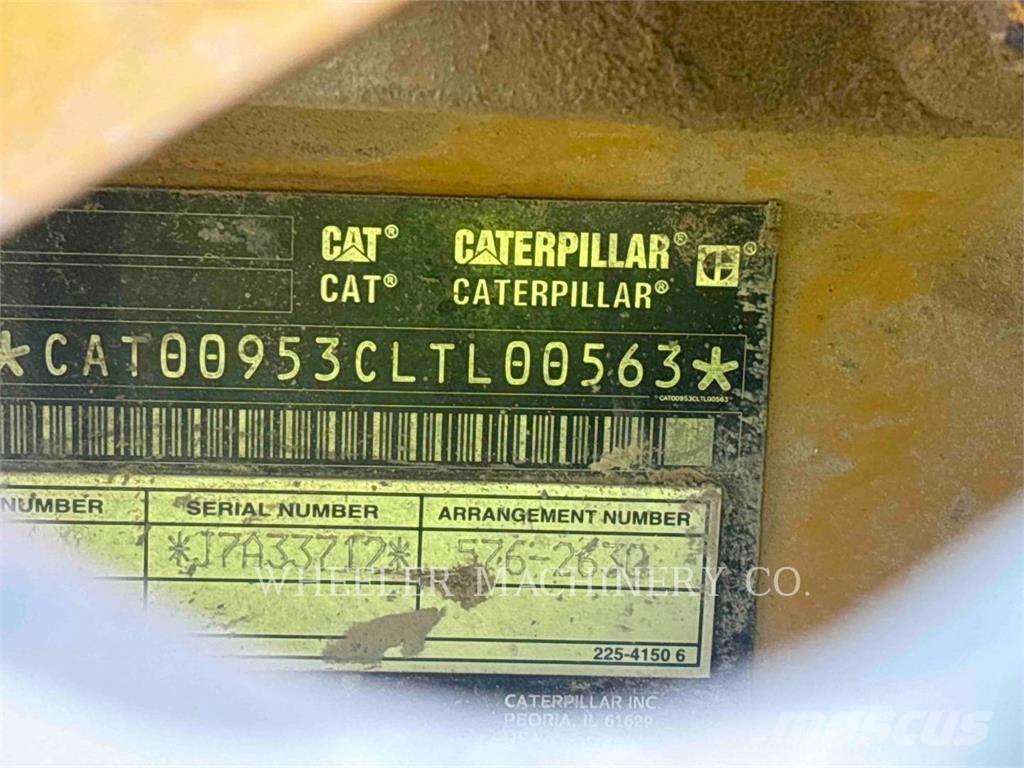 CAT® CATERPILLAR® ®
CAT® CATERPILLAR®
*CAT00953CLTL00563*
*CAT00953CLTL00563*
NUMBER SERIAL NUMBER ARRANGEMENT NUMBER
*J7A33712* 576-2630
WHEELER MACHINERY CO.
225-4150 6
CATERPILLAR INC.
PEORIA, IL 61629
mascus